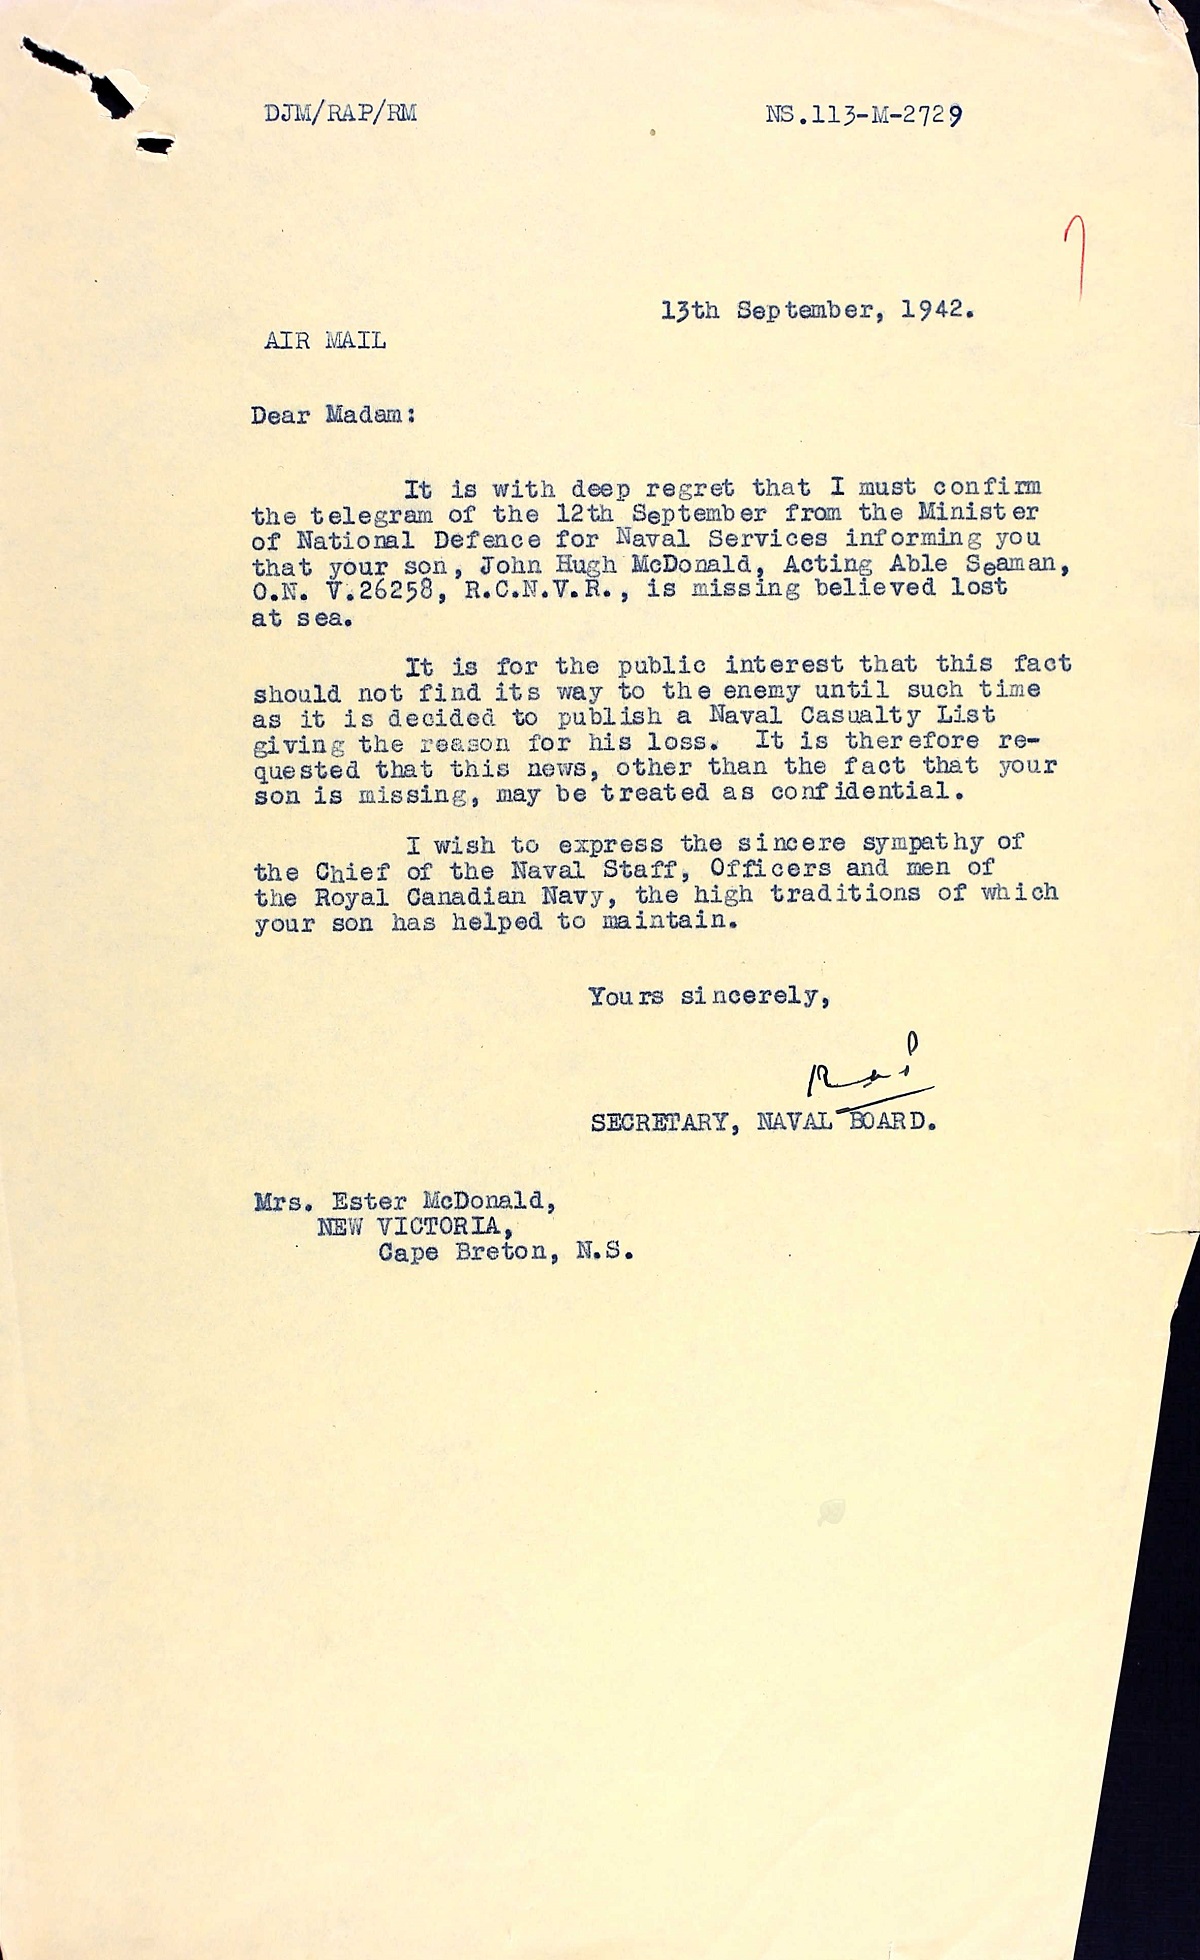 DJM/RAP/RM NS.113-M-2729
13th September, 1942.
AIR MAIL
Dear Madam:
It is with deep regret that I must confirm
the telegram of the 12th September from the Minister
of National Defence for Naval Services informing you
that your son, John Hugh McDonald, Acting Able Seaman,
O.N. V.26258, R.C.N.V.R., is missing believed lost
at sea.
It is for the public interest that this fact
should not find its way to the enemy until such time
as it is decided to publish a Naval Casualty List
giving the reason for his loss. It is therefore re-
quested that this news, other than the fact that your
son is missing, may be treated as confidential.
I wish to express the sincere sympathy of
the Chief of the Naval Staff, Officers and men of
the Royal Canadian Navy, the high traditions of which
your son has helped to maintain.
Yours sincerely,
SECRETARY, NAVAL BOARD.
Mrs. Ester McDonald,
NEW VICTORIA,
Cape Breton, N.S.